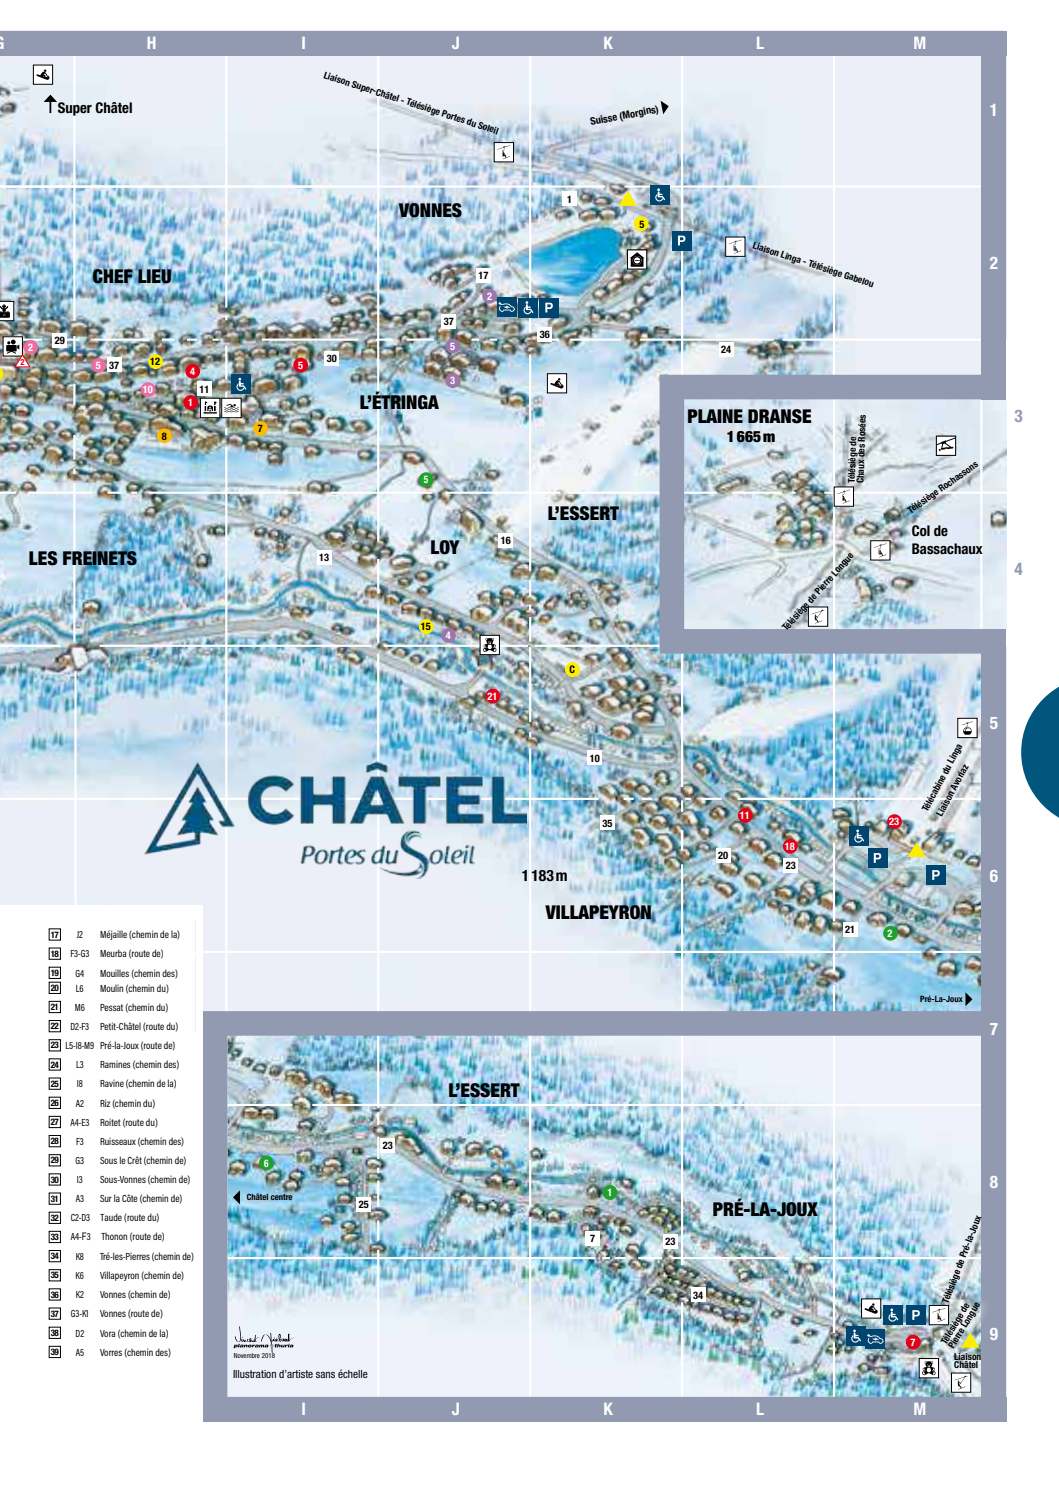 G H I J K L M
1
Super Châtel
Liaison Super-Châtel - Télésiège Portes du Soleil
Suisse (Morgins)
VONNES
1
5
P
2
Liaison Linga - Télésiège Gabelou
CHEF LIEU
17
2
P
37
36
29
2
2
5
37
12
4
5
30
5
3
24
10
11
1
8
7
L'ÉTRINGA
3
PLAINE DRANSE
1 665 m
Télésiège de
Chaux des Rosées
Télésiège Rochassons
Col de
Bassachaux
Télésiège de Pierre Longue
4
5
L'ESSERT
LES FREINETS
LOY
16
13
15
4
C
21
5
10
Télécabine du Linga
Liaison Avoriaz
CHÂTEL
Portes du Soleil
35
11
18
23
20
23
P
P
6
1 183 m
VILLAPEYRON
21
2
Pré-La-Joux
7
17 J2 Méjaille (chemin de la)
18 F3-G3 Meurba (route de)
19 G4 Mouilles (chemin des)
20 L6 Moulin (chemin du)
21 M6 Pessat (chemin du)
22 D2-F3 Petit-Châtel (route du)
23 L5-I8-M9 Pré-la-Joux (route de)
24 L3 Ramines (chemin des)
25 I8 Ravine (chemin de la)
26 A2 Riz (chemin du)
27 A4-E3 Roitet (route du)
28 F3 Ruisseaux (chemin des)
29 G3 Sous le Crêt (chemin de)
30 I3 Sous-Vonnes (chemin de)
31 A3 Sur la Côte (chemin de)
32 C2-D3 Taude (route du)
33 A4-F3 Thonon (route de)
34 K8 Tré-les-Pierres (chemin de)
35 K6 Villapeyron (chemin de)
36 K2 Vonnes (chemin de)
37 G3-KI Vonnes (route de)
38 D2 Vora (chemin de la)
39 A5 Vorres (chemin des)
L'ESSERT
23
6
Châtel centre
25
1
8
PRÉ-LA-JOUX
7
23
34
Télésiège de Pré-la-Joux
Télésiège de
Pierre Longue
P
7
9
Liaison
Châtel
planorama thuria
Novembre 2018
Illustration d'artiste sans échelle
I J K L M